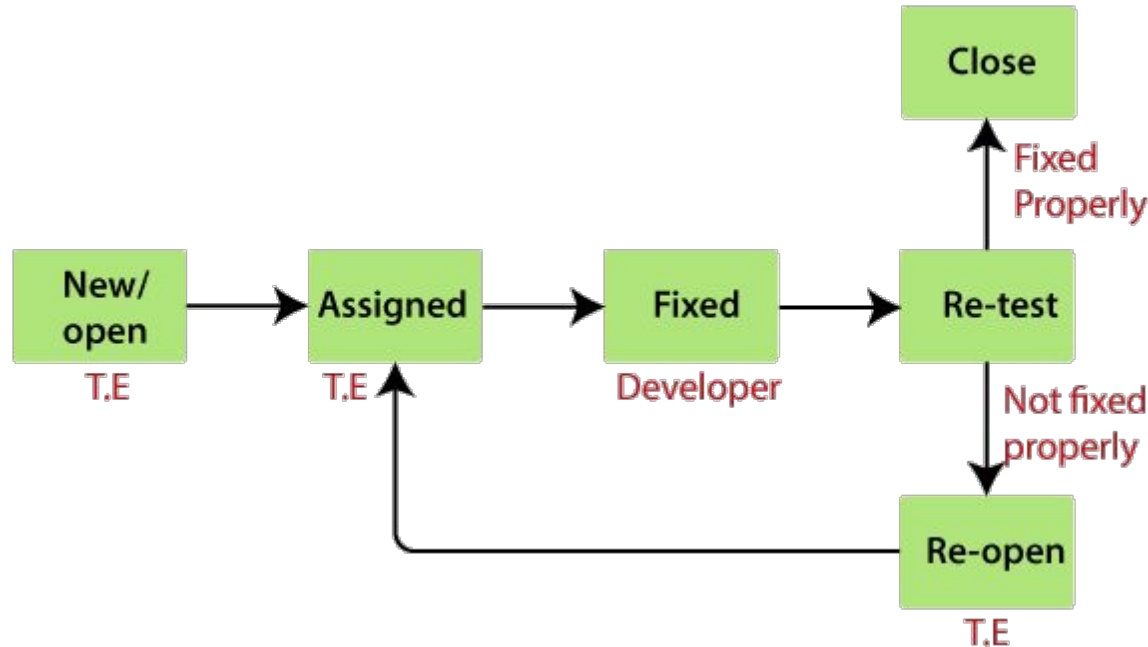 Close
Fixed
Properly
New/
open
T.E
Assigned
T.E
Fixed
Developer
Re-test
Not fixed
properly
Re-open
T.E